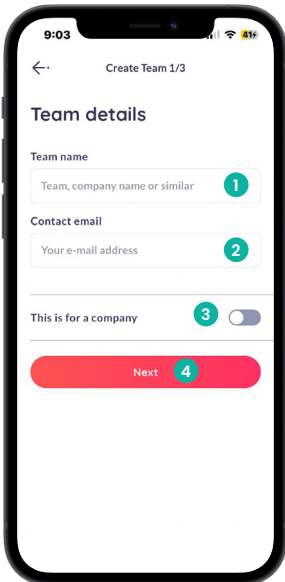 9:03
41
Create Team 1/3
Team details
Team name
Team, company name or similar 1
Contact email
Your e-mail address 2
This is for a company 3
Next 4